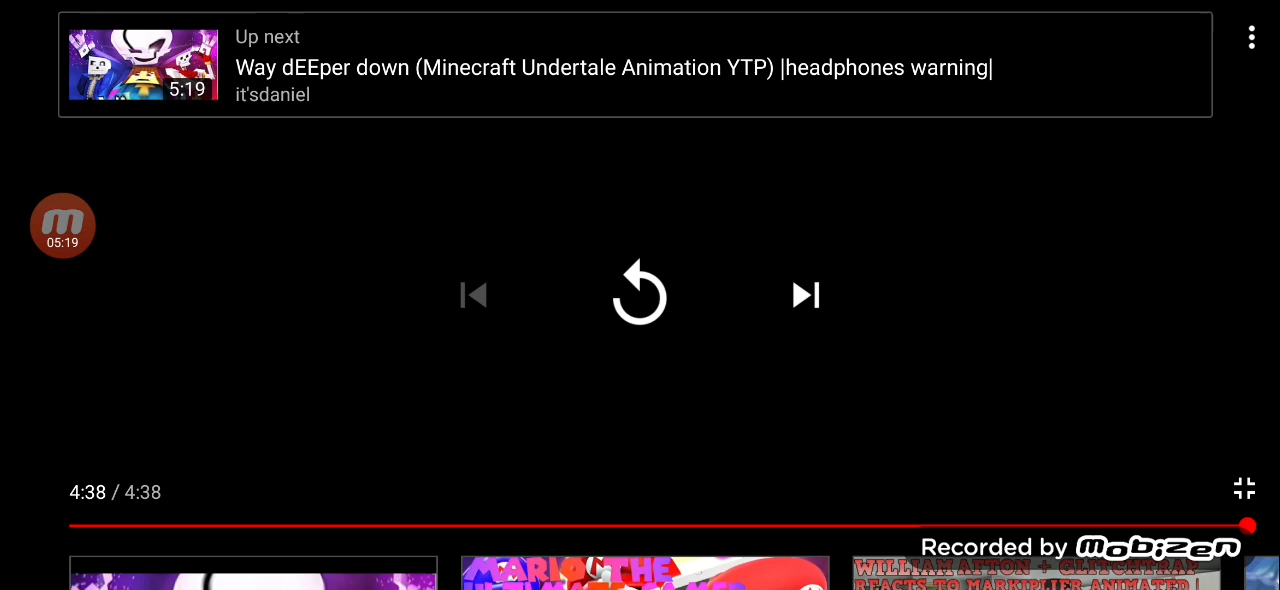 Up next
Way dEEper down (Minecraft Undertale Animation YTP) |headphones warning|
5:19
it'sdaniel
m
05:19
4:38 / 4:38
Recorded by mobizen
MARIO THE
WILLIAM AFTON + GLITCHTRAP
REACTS TO MARKIPLIER ANIMATED |